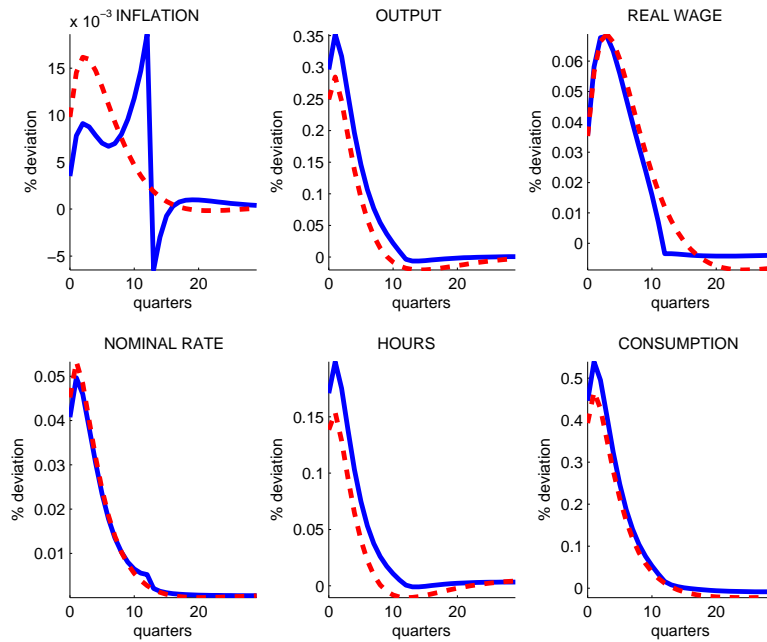 x 10⁻³ INFLATION
% deviation
15
10
5
0
−5
0 20
quarters
OUTPUT
% deviation
0.35
0.3
0.25
0.2
0.15
0.1
0.05
0
0 10 20
quarters
REAL WAGE
% deviation
0.06
0.05
0.04
0.03
0.02
0.01
0
0 10 20
quarters
NOMINAL RATE
% deviation
0.05
0.04
0.03
0.02
0.01
0 10 20
quarters
HOURS
% deviation
0.15
0.1
0.05
0
0 10 20
quarters
CONSUMPTION
% deviation
0.5
0.4
0.3
0.2
0.1
0
0 10 20
quarters